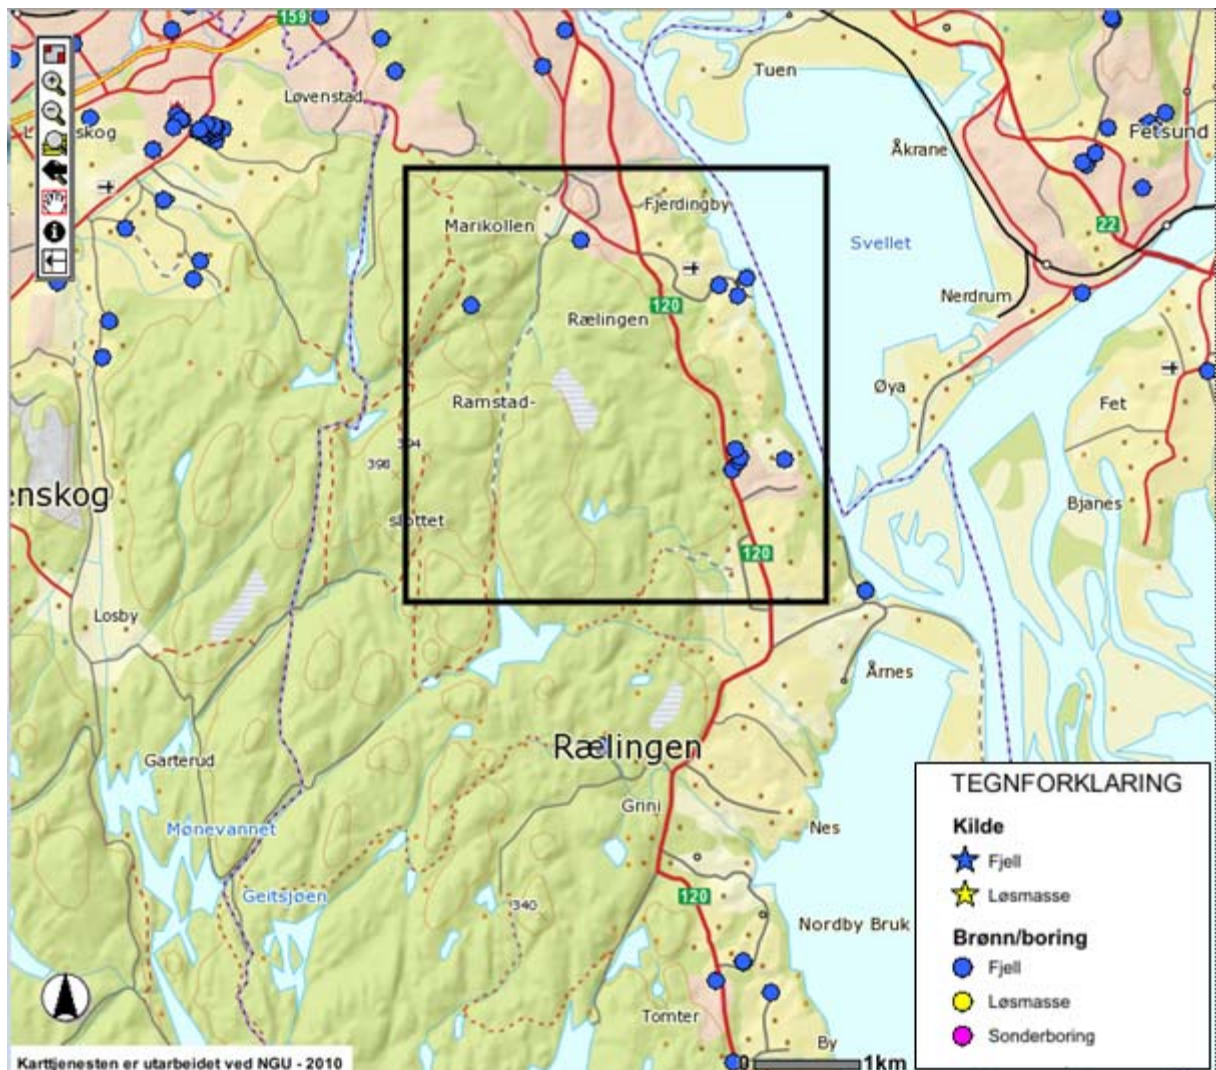 159
Tuen
Løvenstad
skog
Fetsund
Åkrane
Fjerdingby
Marikollen
22
Svellet
Nerdrum
120
Rælingen
Øya
Fet
Ramstad-
394
398
enskog
Bjanes
slottet
120
Losby
Årnes
Rælingen
Garterud
Grini
Mønevannet
Nes
Geitsjøen
120
340
Nordby Bruk
Tomter
By
0
1km
TEGNFORKLARING
Kilde
Fjell
Løsmasse
Brønn/boring
Fjell
Løsmasse
Sonderboring
Karttjenesten er utarbeidet ved NGU - 2010